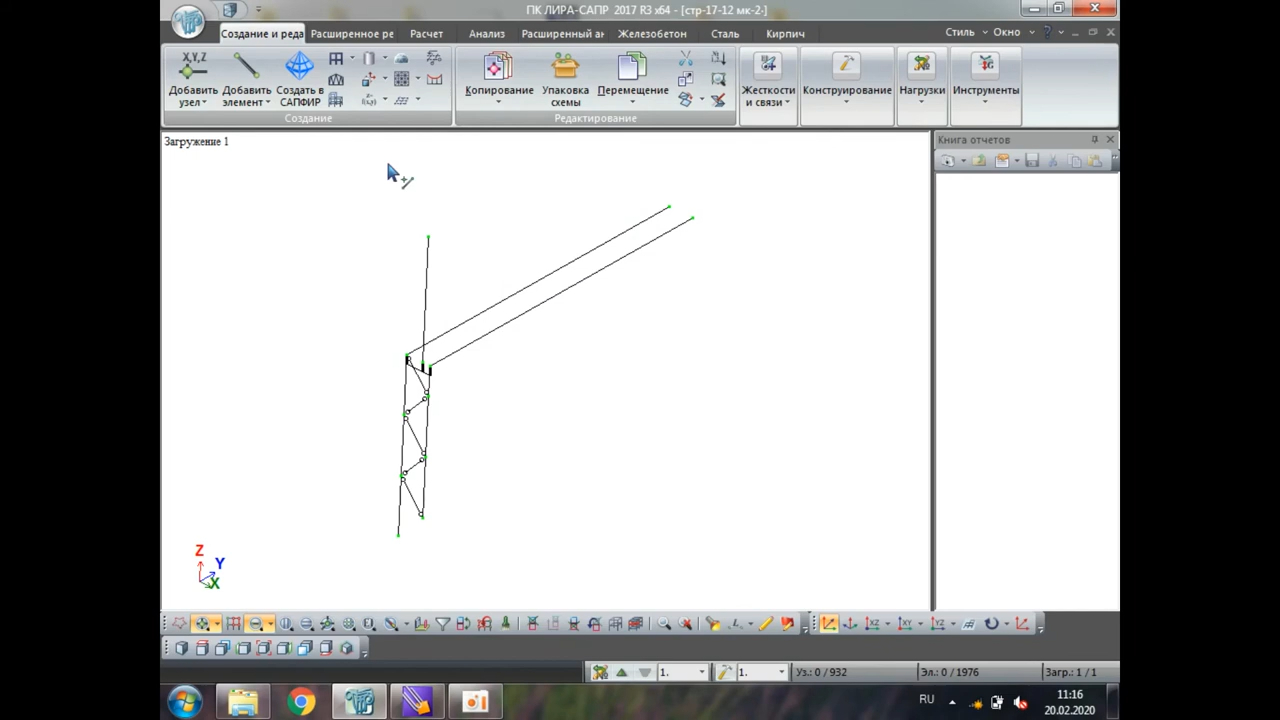 ПК ЛИРА-САПР 2017 R3 x64 - [стр-17-12 мк-2-]
Создание и реда
Расширенное ре
Расчет
Анализ
Расширенный ан
Железобетон
Сталь
Кирпич
Стиль
Окно
X,Y,Z
Добавить узел
Добавить элемент
Создать в САПФИР
Копирование
Упаковка схемы
Перемещение
Жесткости и связи
Конструирование
Нагрузки
Инструменты
Создание
Редактирование
Загружение 1
Книга отчетов
Z
Y
X
1.
1.
Уз.: 0 / 932
Эл.: 0 / 1976
Загр.: 1 / 1
RU
11:16
20.02.2020